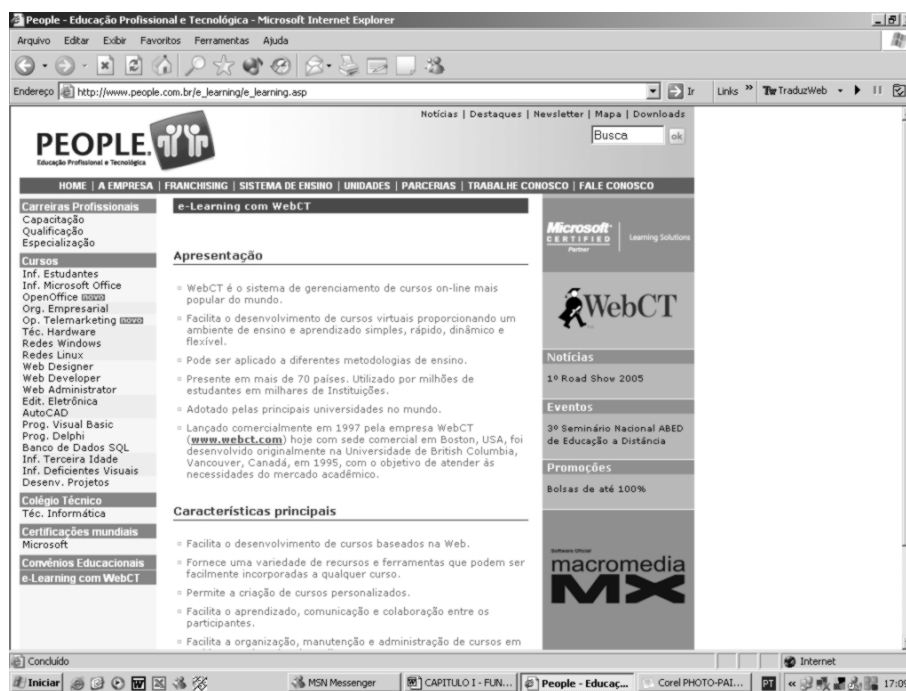 People - Educação Profissional e Tecnológica - Microsoft Internet Explorer
Arquivo Editar Exibir Favoritos Ferramentas Ajuda
Endereço http://www.people.com.br/e_learning/e_learning.asp Ir Links » TraduzWeb
Notícias | Destaques | Newsletter | Mapa | Downloads
PEOPLE.
Educação Profissional e Tecnológica
Busca ok
HOME | A EMPRESA | FRANCHISING | SISTEMA DE ENSINO | UNIDADES | PARCERIAS | TRABALHE CONOSCO | FALE CONOSCO
Carreiras Profissionais
Capacitação
Qualificação
Especialização
Cursos
Inf. Estudantes
Inf. Microsoft Office
OpenOffice novo
Org. Empresarial
Op. Telemarketing novo
Téc. Hardware
Redes Windows
Redes Linux
Web Designer
Web Developer
Web Administrator
Edit. Eletrônica
AutoCAD
Prog. Visual Basic
Prog. Delphi
Banco de Dados SQL
Inf. Terceira Idade
Inf. Deficientes Visuais
Desenv. Projetos
Colégio Técnico
Téc. Informática
Certificações mundiais
Microsoft
Convênios Educacionais
e-Learning com WebCT
e-Learning com WebCT
Apresentação
WebCT é o sistema de gerenciamento de cursos on-line mais
popular do mundo.
Facilita o desenvolvimento de cursos virtuais proporcionando um
ambiente de ensino e aprendizado simples, rápido, dinâmico e
flexível.
Pode ser aplicado a diferentes metodologias de ensino.
Presente em mais de 70 países. Utilizado por milhões de
estudantes em milhares de Instituições.
Adotado pelas principais universidades no mundo.
Lançado comercialmente em 1997 pela empresa WebCT
(www.webct.com) hoje com sede comercial em Boston, USA, foi
desenvolvido originalmente na Universidade de British Columbia,
Vancouver, Canadá, em 1995, com o objetivo de atender às
necessidades do mercado acadêmico.
Características principais
Facilita o desenvolvimento de cursos baseados na Web.
Fornece uma variedade de recursos e ferramentas que podem ser
facilmente incorporadas a qualquer curso.
Permite a criação de cursos personalizados.
Facilita o aprendizado, comunicação e colaboração entre os
participantes.
Facilita a organização, manutenção e administração de cursos em
Microsoft
CERTIFIED
Partner
Learning Solutions
WebCT
Notícias
1º Road Show 2005
Eventos
3º Seminário Nacional ABED
de Educação a Distância
Promoções
Bolsas de até 100%
Software Oficial
macromedia
MX
Concluído Internet
Iniciar MSN Messenger CAPITULO I - FUN... People - Educaç... Corel PHOTO-PAI... PT « 17:09